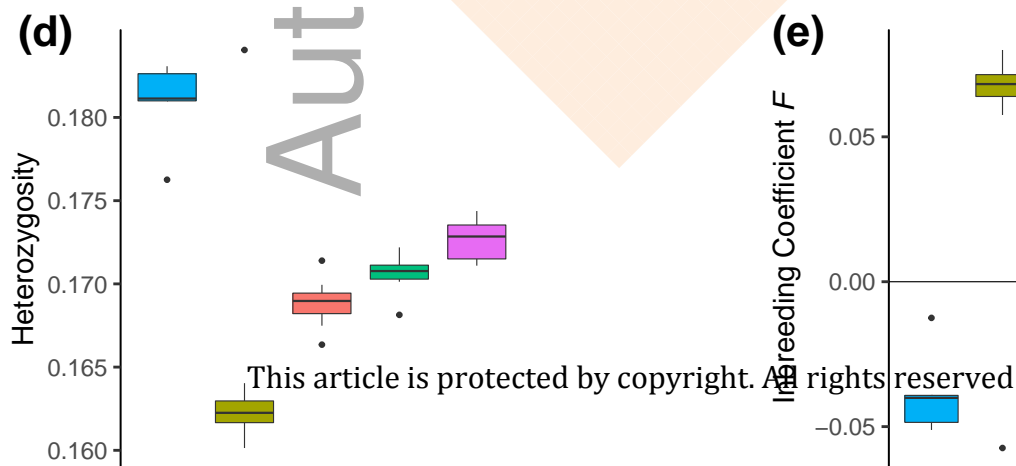 (d)
Heterozygosity
0.180
0.175
0.170
0.165
0.160
Aut
(e)
Inbreeding Coefficient F
0.05
0.00
−0.05
This article is protected by copyright. All rights reserved